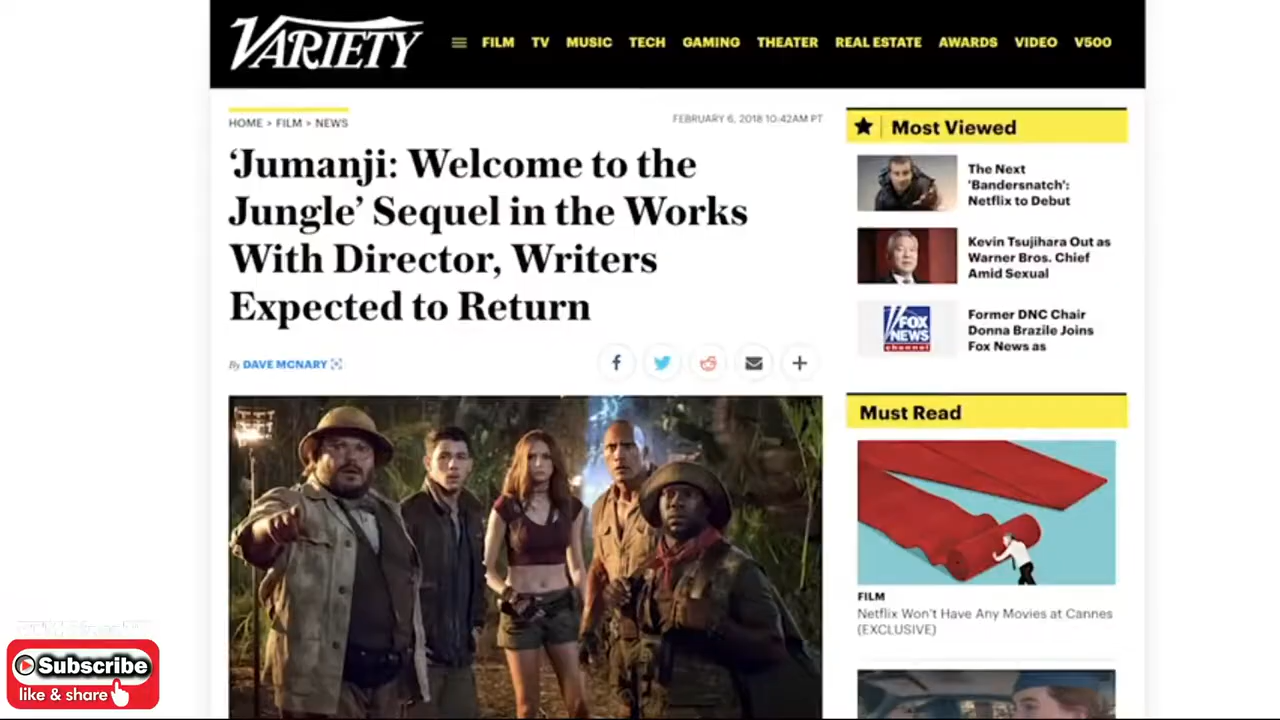 VARIETY
FILM TV MUSIC TECH GAMING THEATER REAL ESTATE AWARDS VIDEO V500
HOME > FILM > NEWS
FEBRUARY 6, 2018 10:42AM PT
‘Jumanji: Welcome to the
Jungle’ Sequel in the Works
With Director, Writers
Expected to Return
By DAVE MCNARY
Most Viewed
The Next
'Bandersnatch':
Netflix to Debut
Kevin Tsujihara Out as
Warner Bros. Chief
Amid Sexual
FOX
NEWS
channel
Former DNC Chair
Donna Brazile Joins
Fox News as
Must Read
FILM
Netflix Won't Have Any Movies at Cannes
(EXCLUSIVE)
Subscribe
like & share